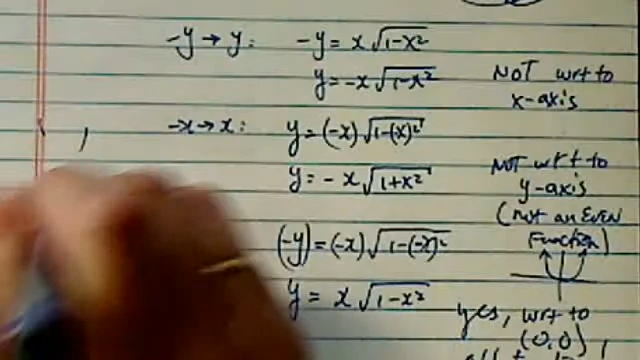 -y → y: -y = x √1-x²
y = -x √1-x²
NOT wrt to
x-axis
-x → x: y = (-x) √1-(x)²
y = - x √1+x²
NOT wrt to
y-axis
(not an EVEN
Function)
(-y) = (-x) √1-(-x)²
y = x √1-x²
yes, wrt to
(0,0),